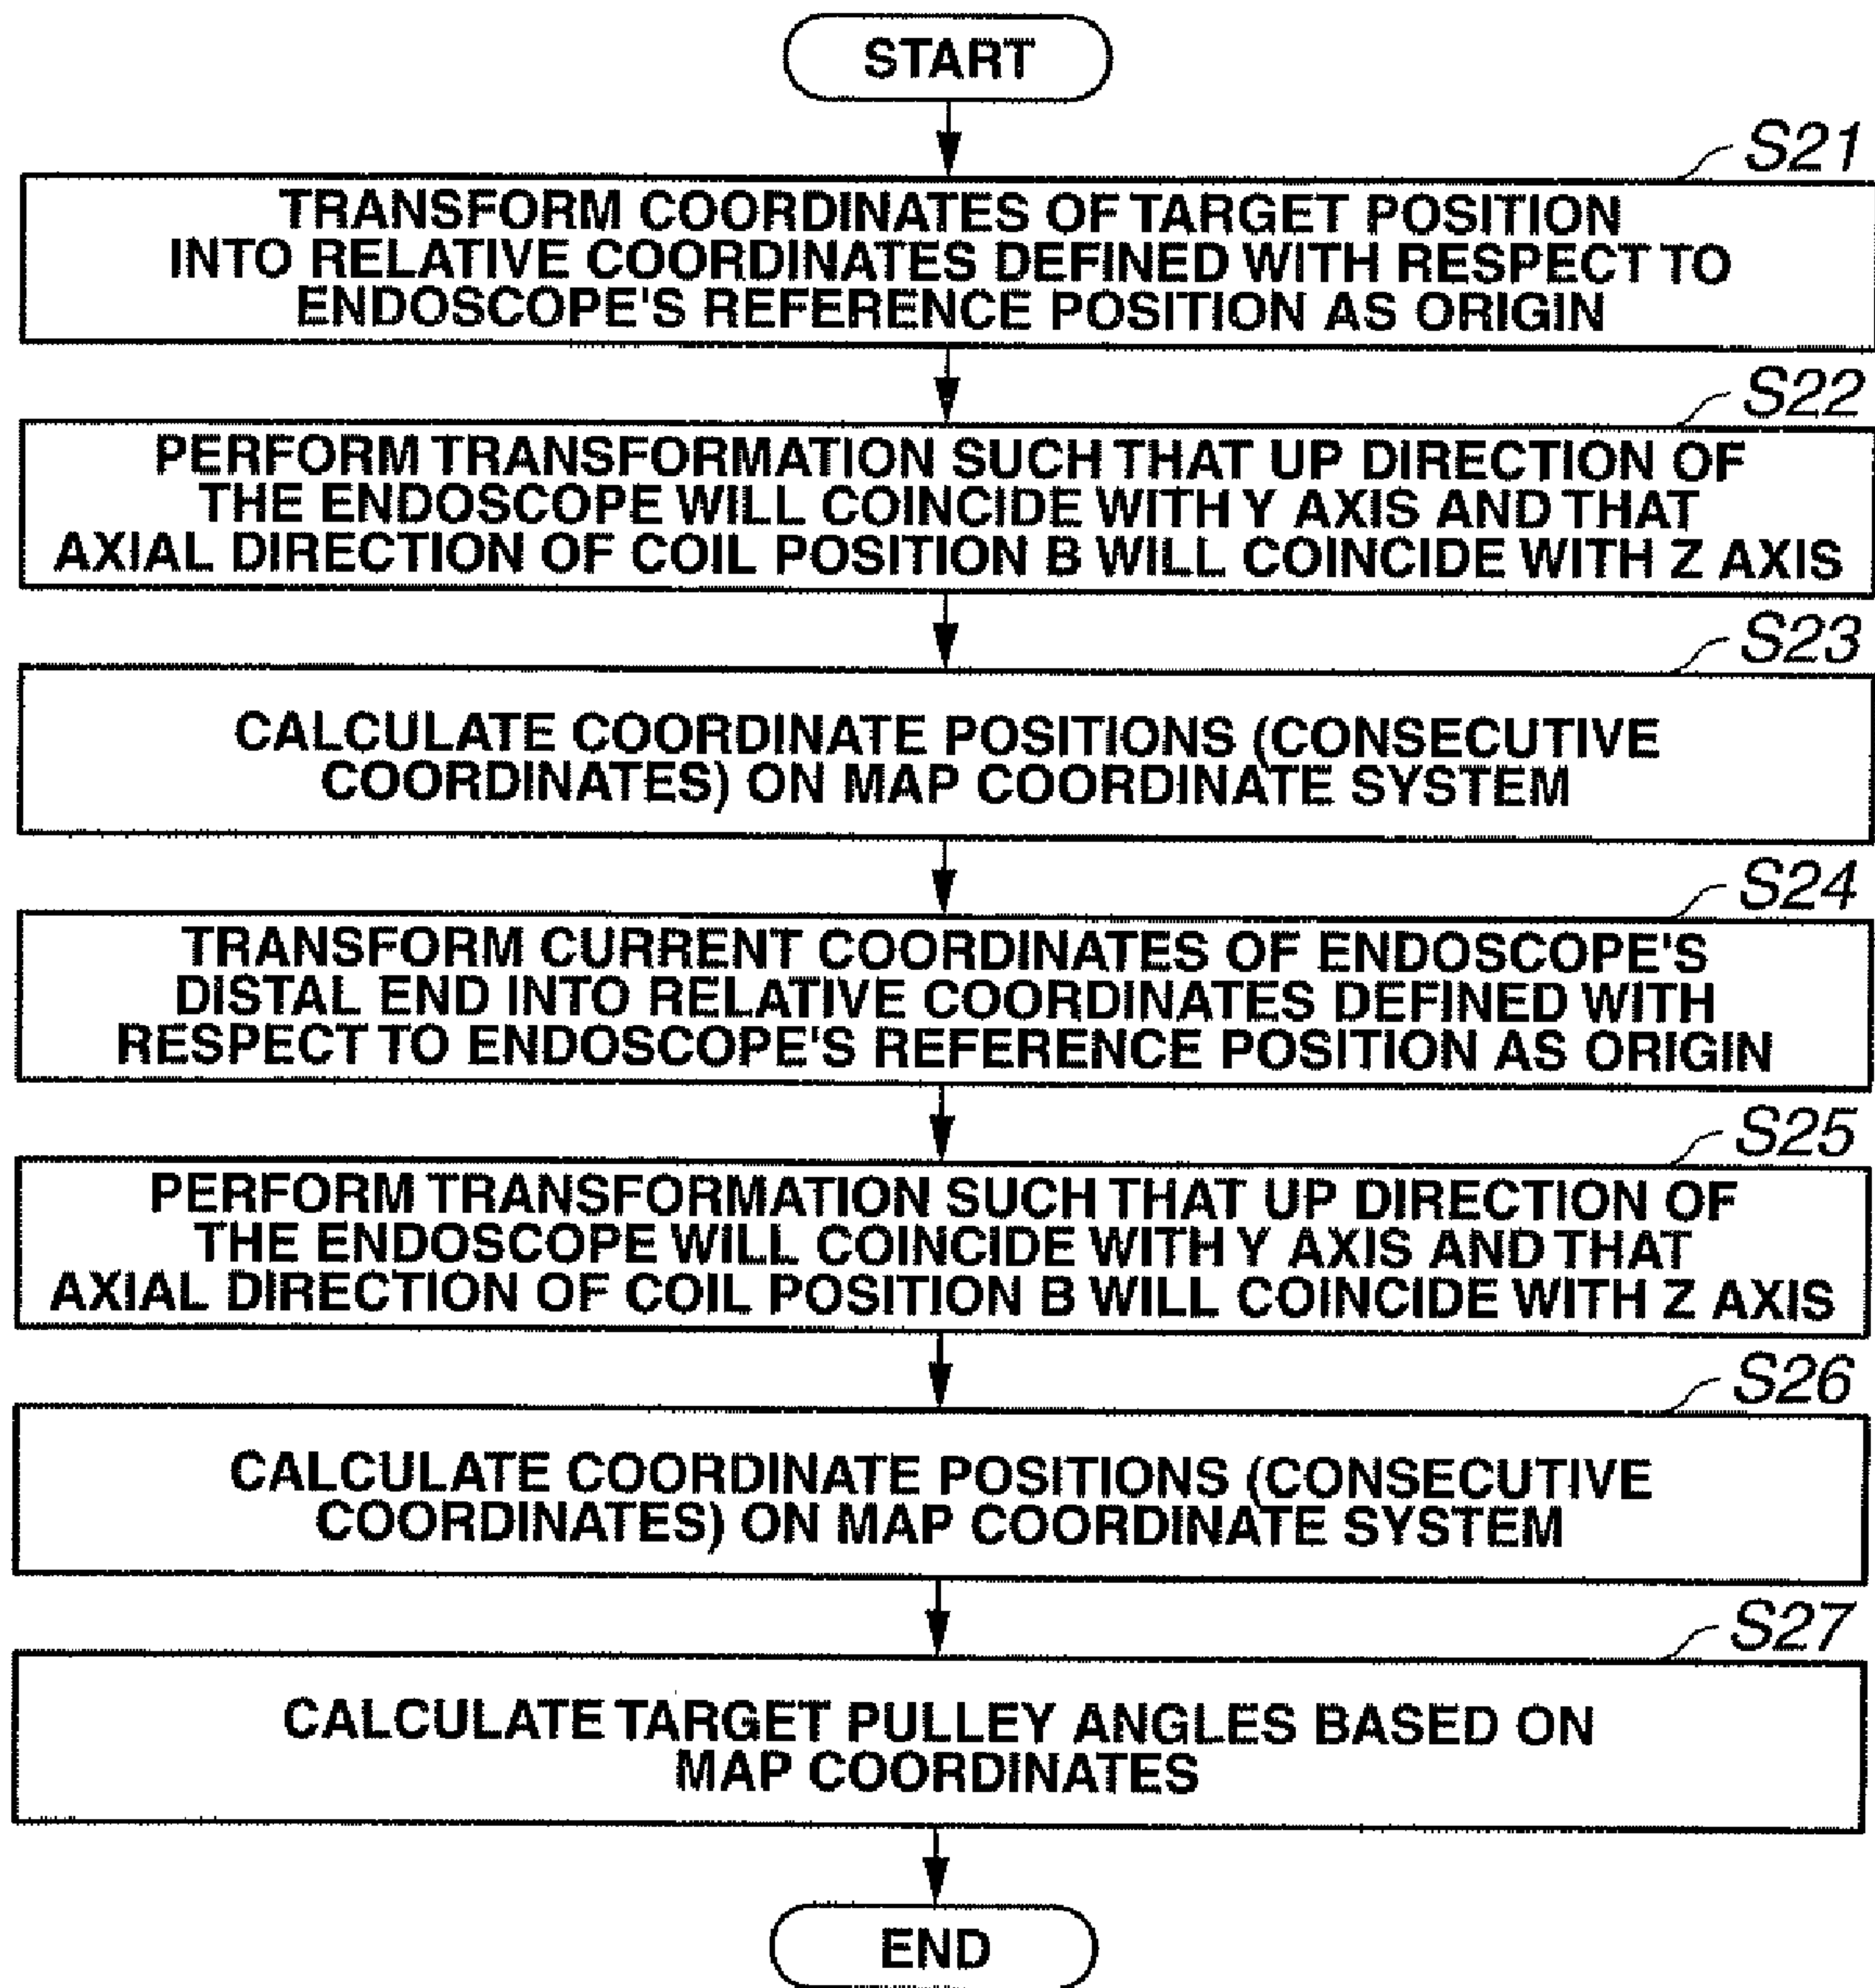 START
S21
TRANSFORM COORDINATES OF TARGET POSITION
INTO RELATIVE COORDINATES DEFINED WITH RESPECT TO
ENDOSCOPE'S REFERENCE POSITION AS ORIGIN
S22
PERFORM TRANSFORMATION SUCH THAT UP DIRECTION OF
THE ENDOSCOPE WILL COINCIDE WITH Y AXIS AND THAT
AXIAL DIRECTION OF COIL POSITION B WILL COINCIDE WITH Z AXIS
S23
CALCULATE COORDINATE POSITIONS (CONSECUTIVE
COORDINATES) ON MAP COORDINATE SYSTEM
S24
TRANSFORM CURRENT COORDINATES OF ENDOSCOPE'S
DISTAL END INTO RELATIVE COORDINATES DEFINED WITH
RESPECT TO ENDOSCOPE'S REFERENCE POSITION AS ORIGIN
S25
PERFORM TRANSFORMATION SUCH THAT UP DIRECTION OF
THE ENDOSCOPE WILL COINCIDE WITH Y AXIS AND THAT
AXIAL DIRECTION OF COIL POSITION B WILL COINCIDE WITH Z AXIS
S26
CALCULATE COORDINATE POSITIONS (CONSECUTIVE
COORDINATES) ON MAP COORDINATE SYSTEM
S27
CALCULATE TARGET PULLEY ANGLES BASED ON
MAP COORDINATES
END